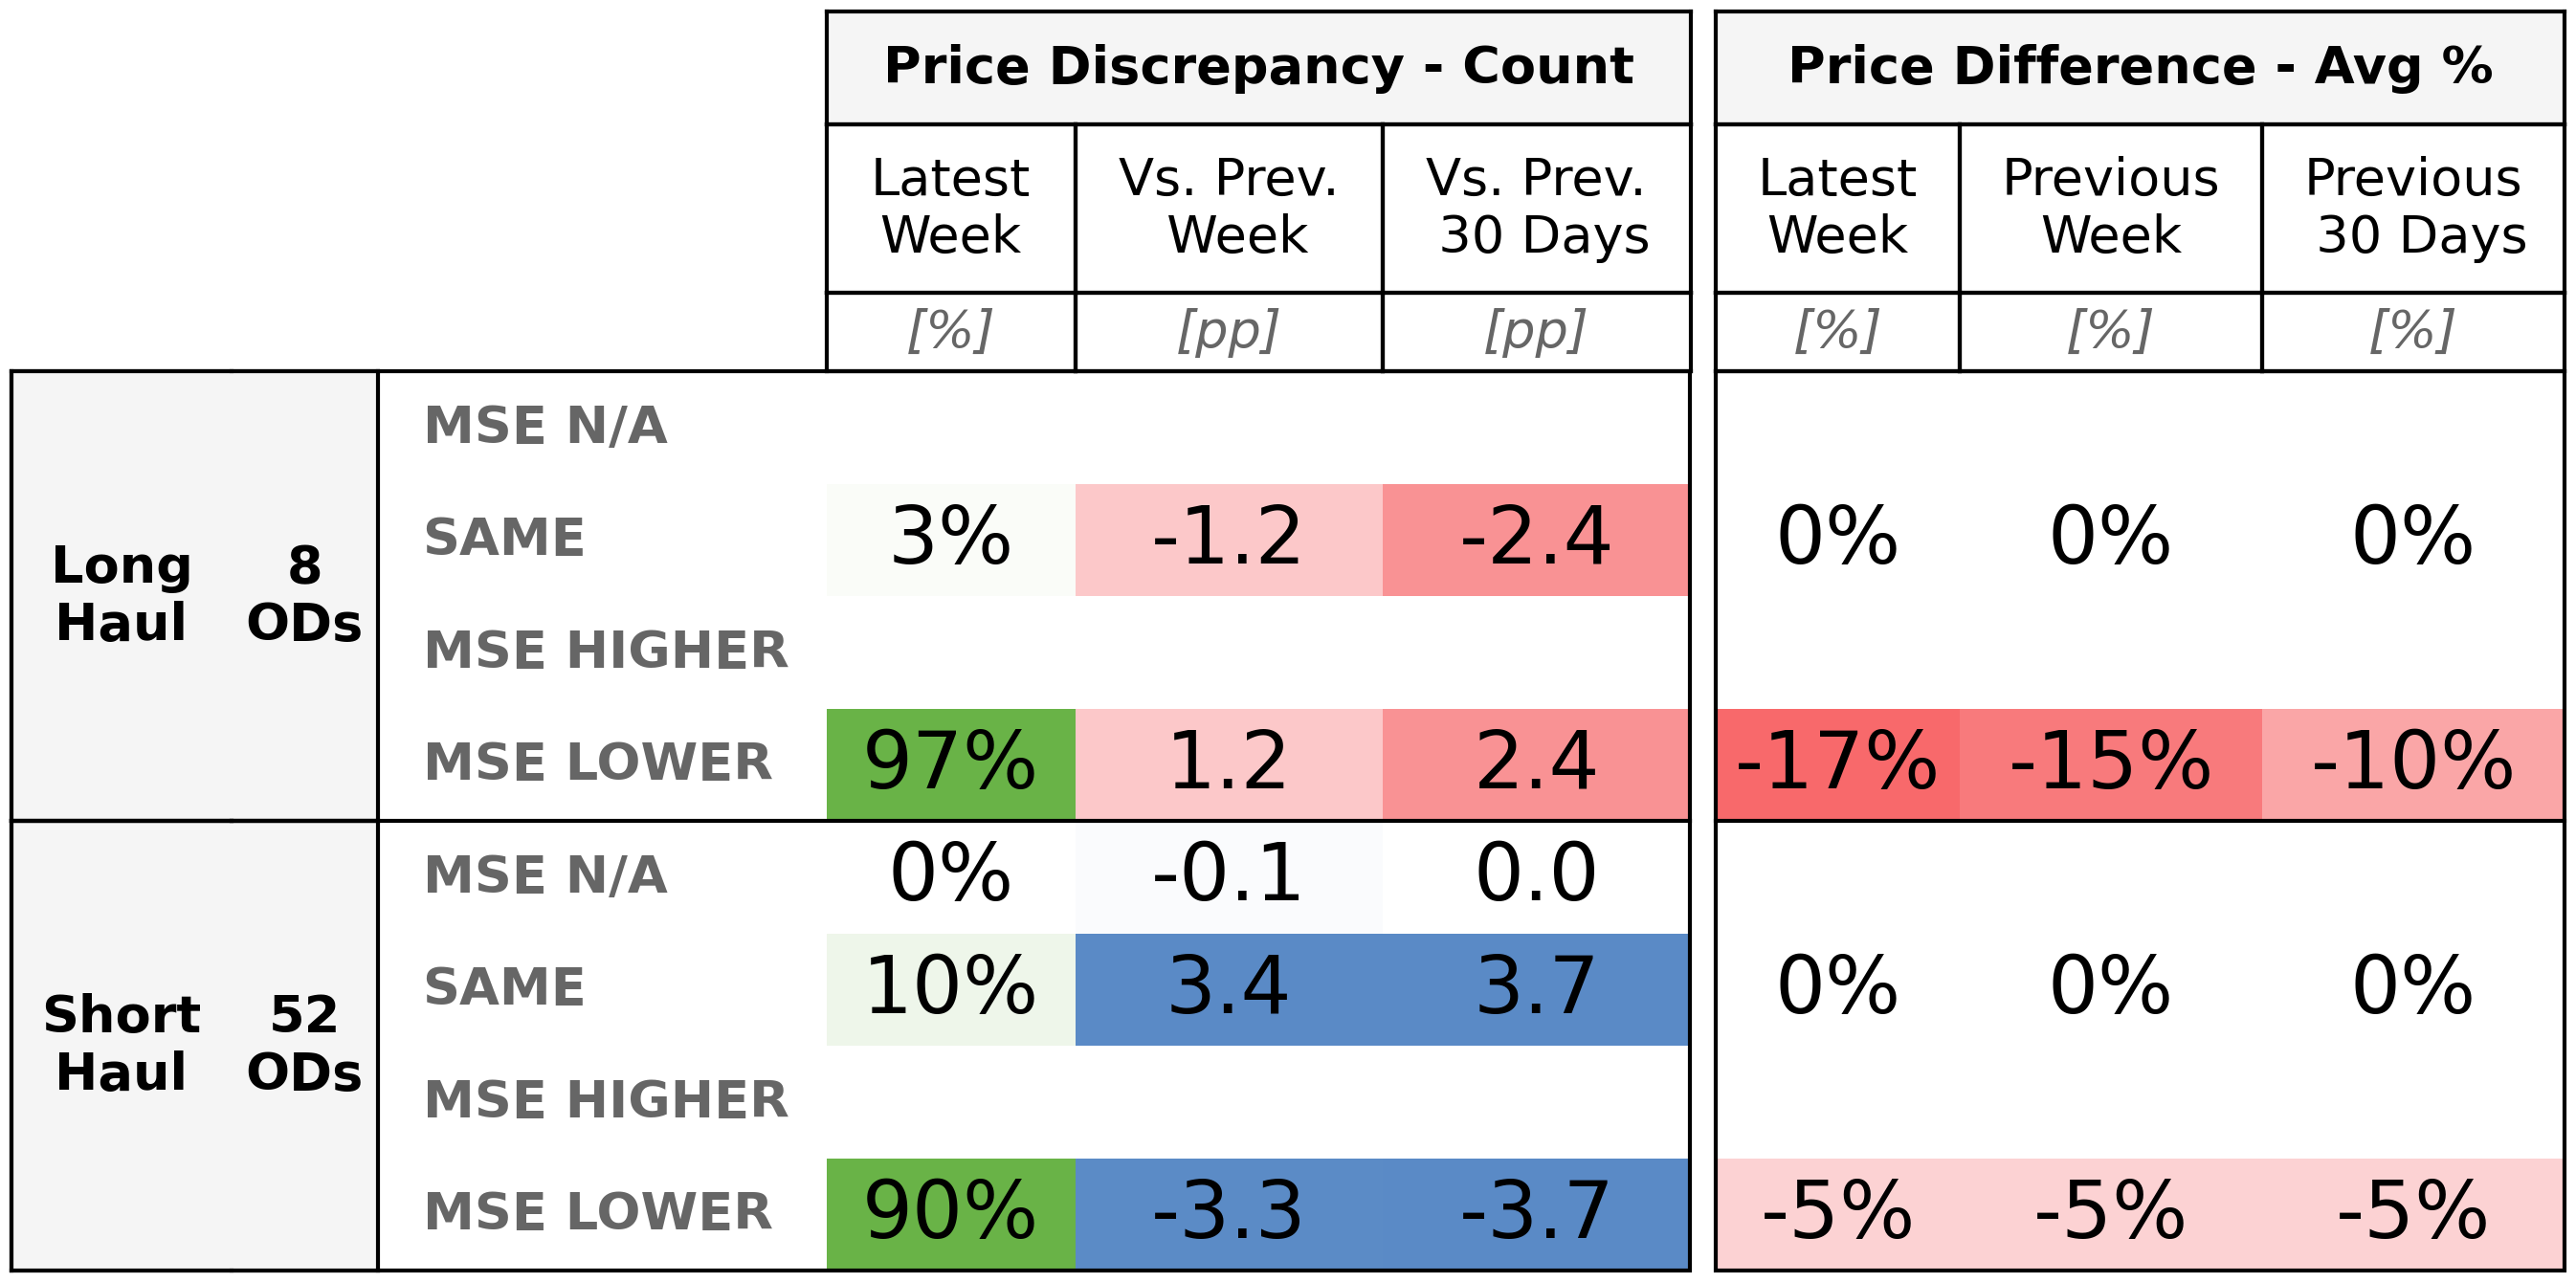 Price Discrepancy - Count Price Difference - Avg %
Latest Week Vs. Prev. Week Vs. Prev. 30 Days Latest Week Previous Week Previous 30 Days
[%] [pp] [pp] [%] [%] [%]
Long Haul 8 ODs
MSE N/A
SAME 3% -1.2 -2.4 0% 0% 0%
MSE HIGHER
MSE LOWER 97% 1.2 2.4 -17% -15% -10%
Short Haul 52 ODs
MSE N/A 0% -0.1 0.0
SAME 10% 3.4 3.7 0% 0% 0%
MSE HIGHER
MSE LOWER 90% -3.3 -3.7 -5% -5% -5%